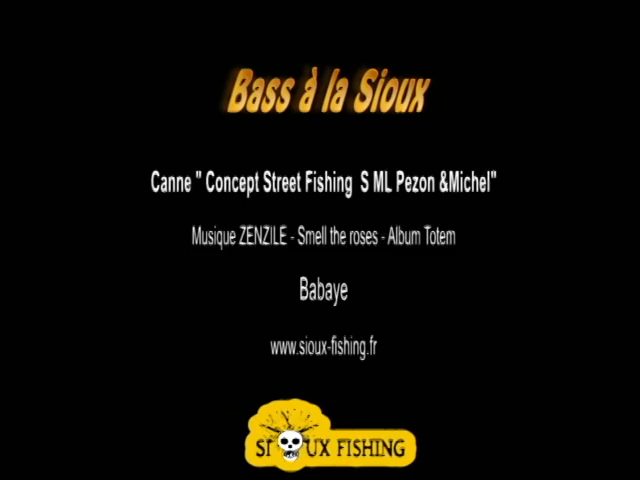 Bass à la Sioux
Canne " Concept Street Fishing S ML Pezon &Michel"
Musique ZENZILE - Smell the roses - Album Totem
Babaye
www.sioux-fishing.fr
SIOUX FISHING